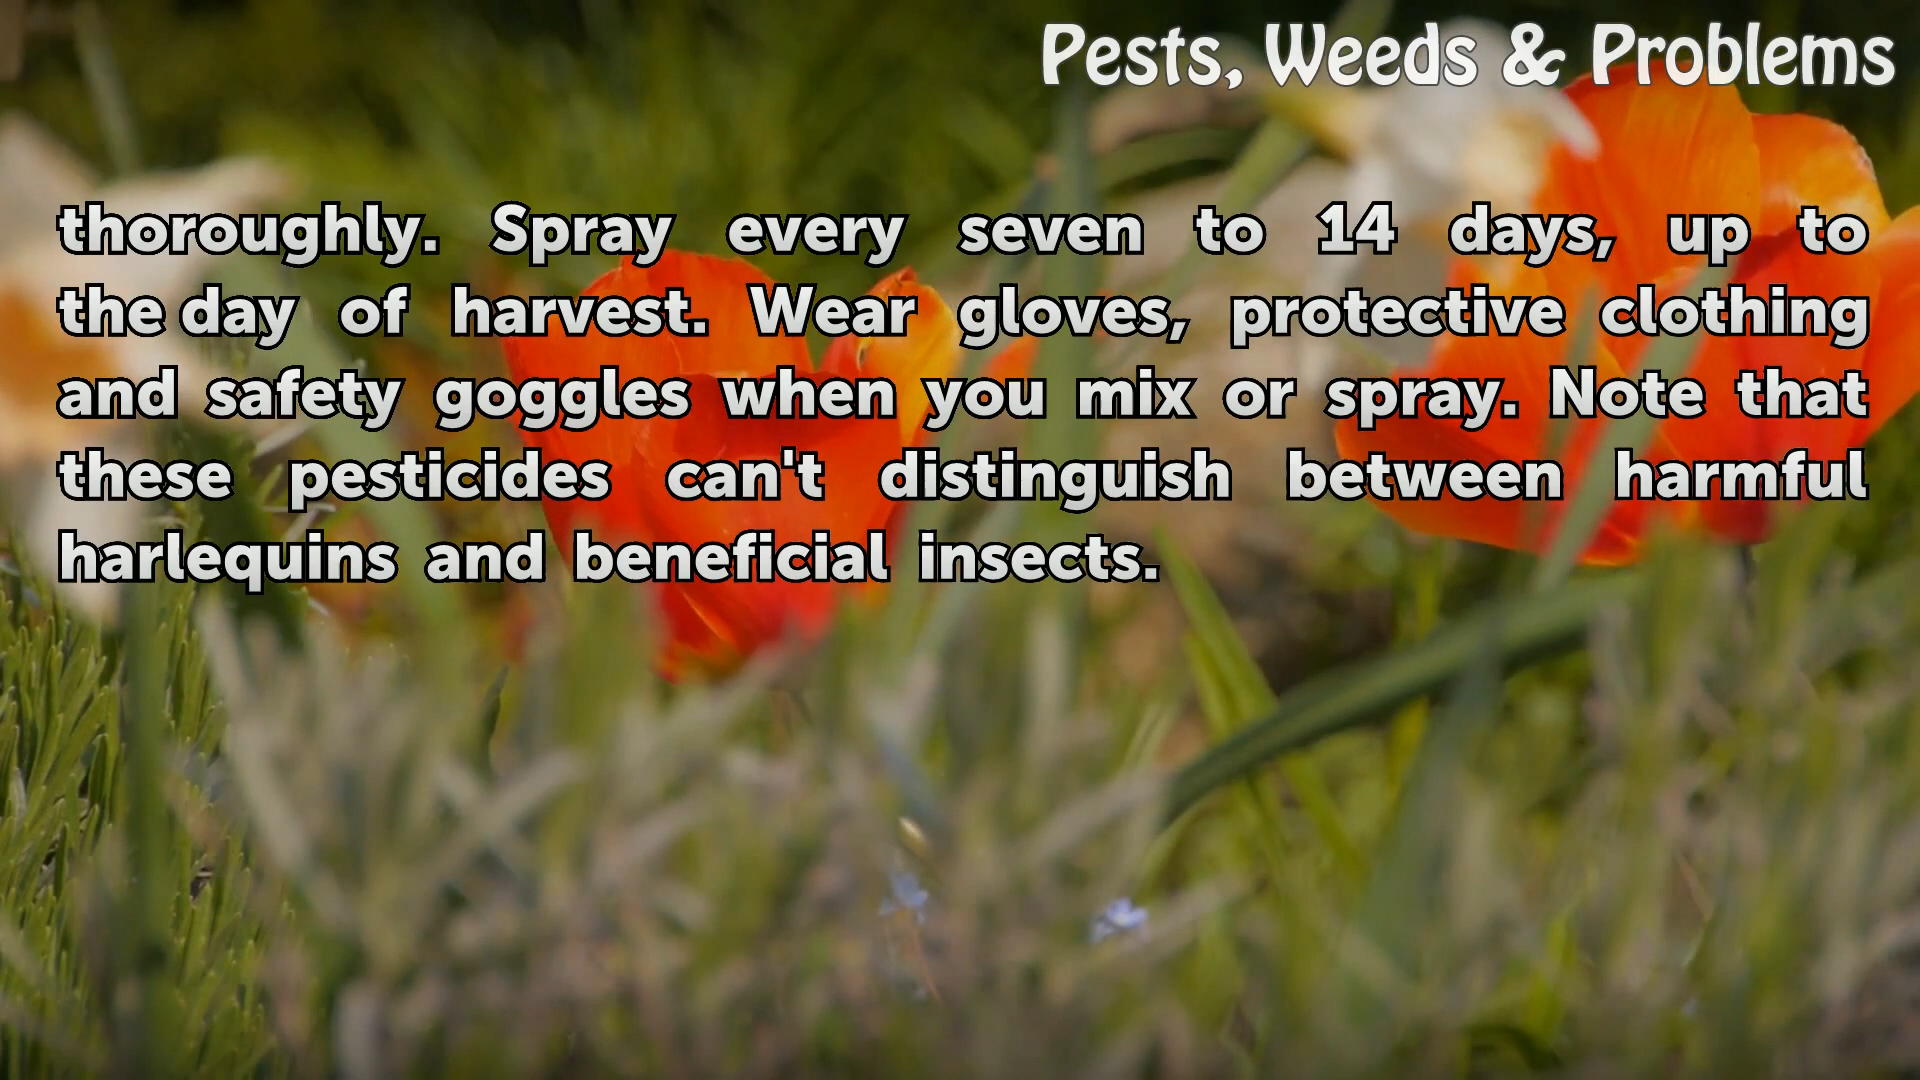 Pests, Weeds & Problems
thoroughly. Spray every seven to 14 days, up to
the day of harvest. Wear gloves, protective clothing
and safety goggles when you mix or spray. Note that
these pesticides can't distinguish between harmful
harlequins and beneficial insects.